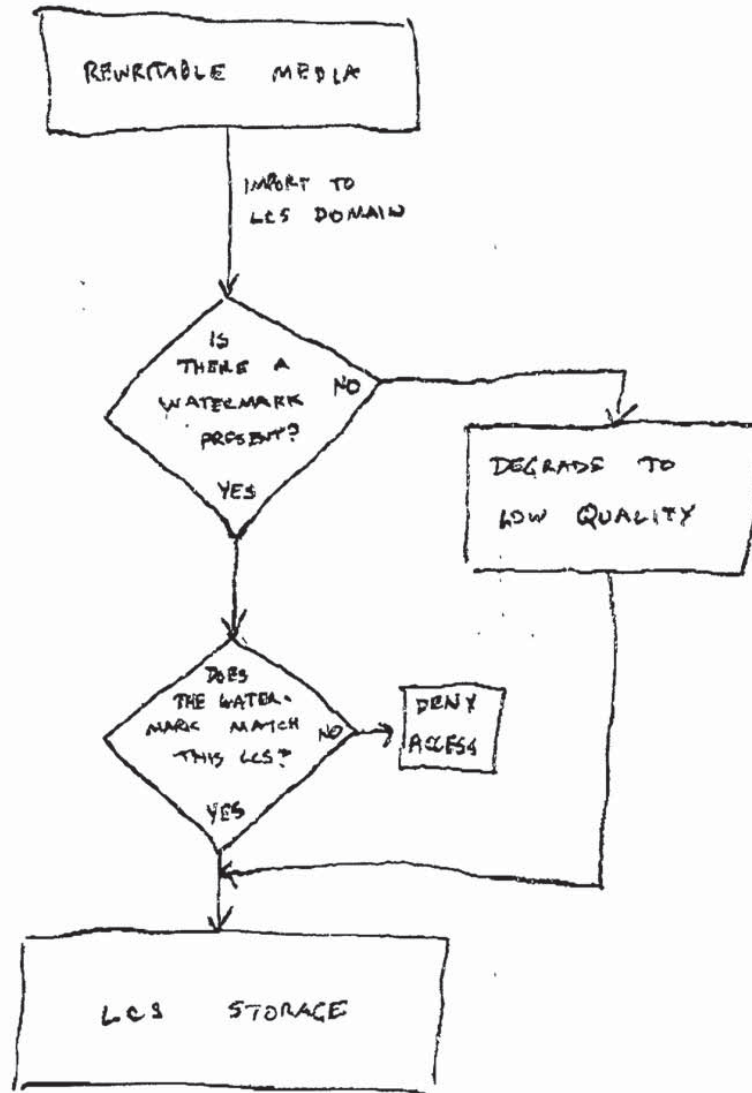 REWRITABLE MEDIA
IMPORT TO
LCS DOMAIN
IS
THERE A
WATERMARK
PRESENT?
NO
YES
DEGRADE TO
LOW QUALITY
DOES
THE WATER-
MARK MATCH
THIS LCS?
NO
YES
DENY
ACCESS
LCS STORAGE